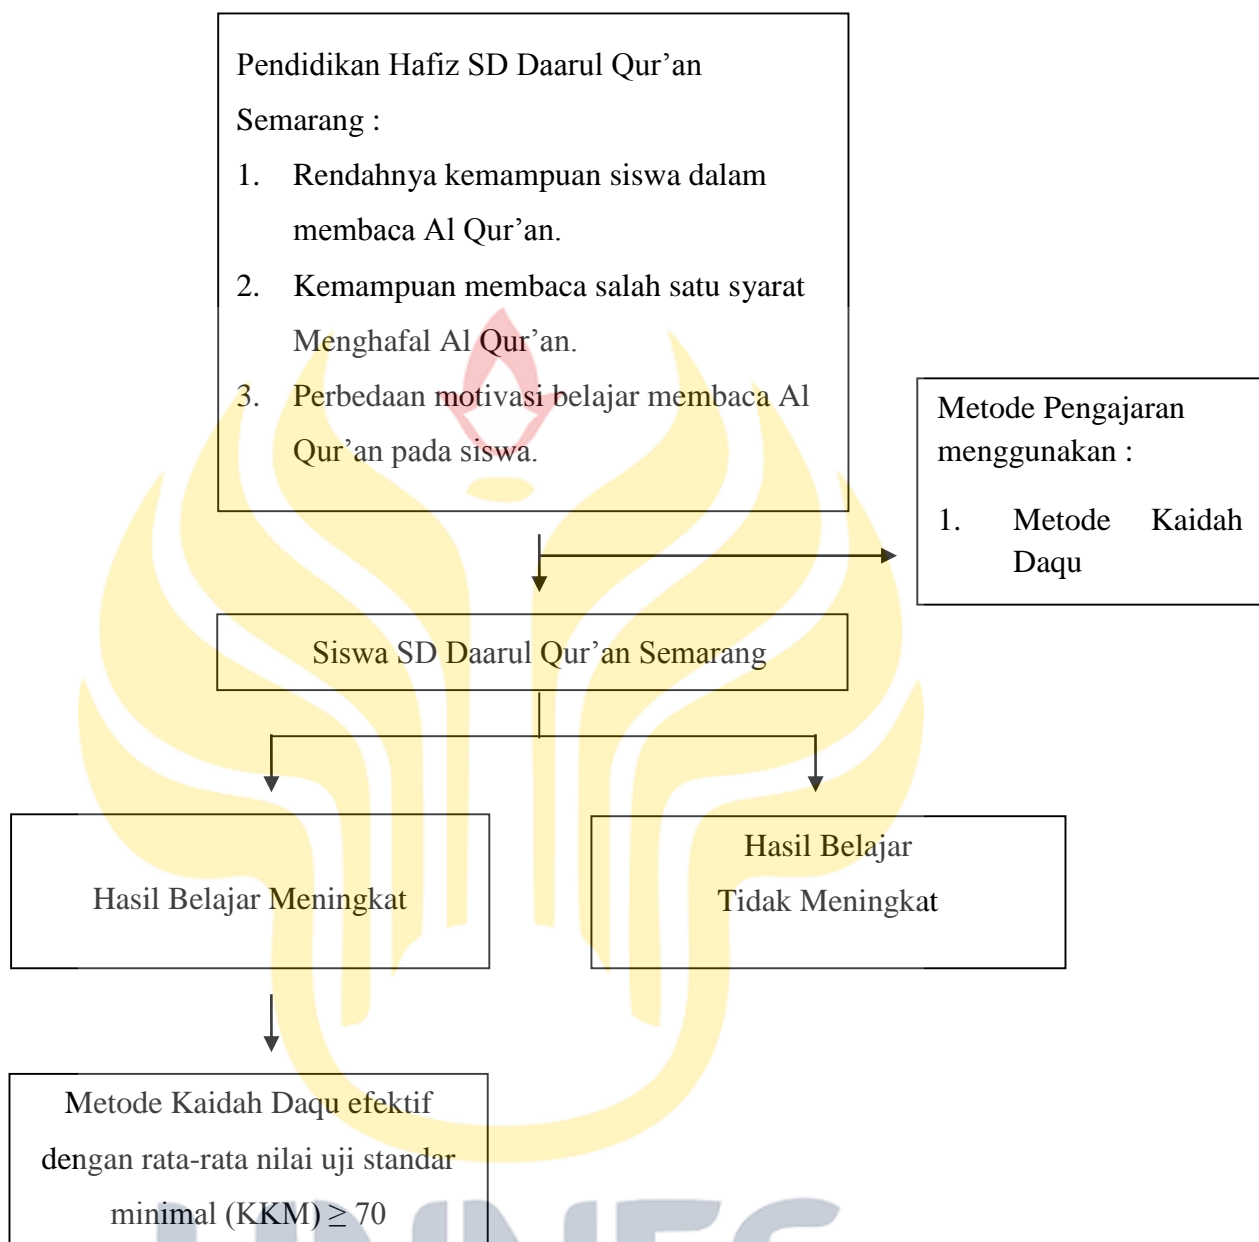 Pendidikan Hafiz SD Daarul Qur’an
Semarang :
1. Rendahnya kemampuan siswa dalam
membaca Al Qur’an.
2. Kemampuan membaca salah satu syarat
Menghafal Al Qur’an.
3. Perbedaan motivasi belajar membaca Al
Qur’an pada siswa.
Metode Pengajaran
menggunakan :
1. Metode Kaidah
Daqu
Siswa SD Daarul Qur’an Semarang
Hasil Belajar Meningkat
Hasil Belajar
Tidak Meningkat
Metode Kaidah Daqu efektif
dengan rata-rata nilai uji standar
minimal (KKM) ≥ 70
UNNES